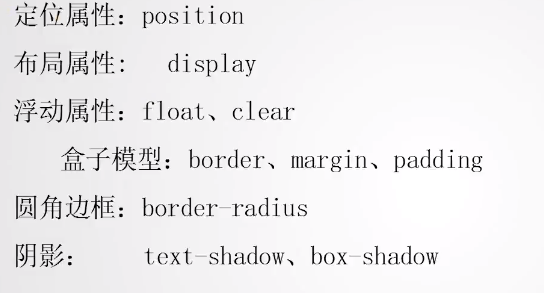 定位属性：position
布局属性:  display
浮动属性：float、clear
盒子模型：border、margin、padding
圆角边框：border-radius
阴影：  text-shadow、box-shadow